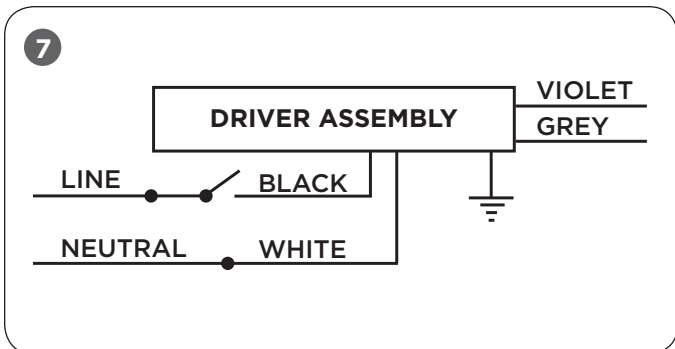 7
VIOLET
DRIVER ASSEMBLY
GREY
LINE BLACK
NEUTRAL WHITE